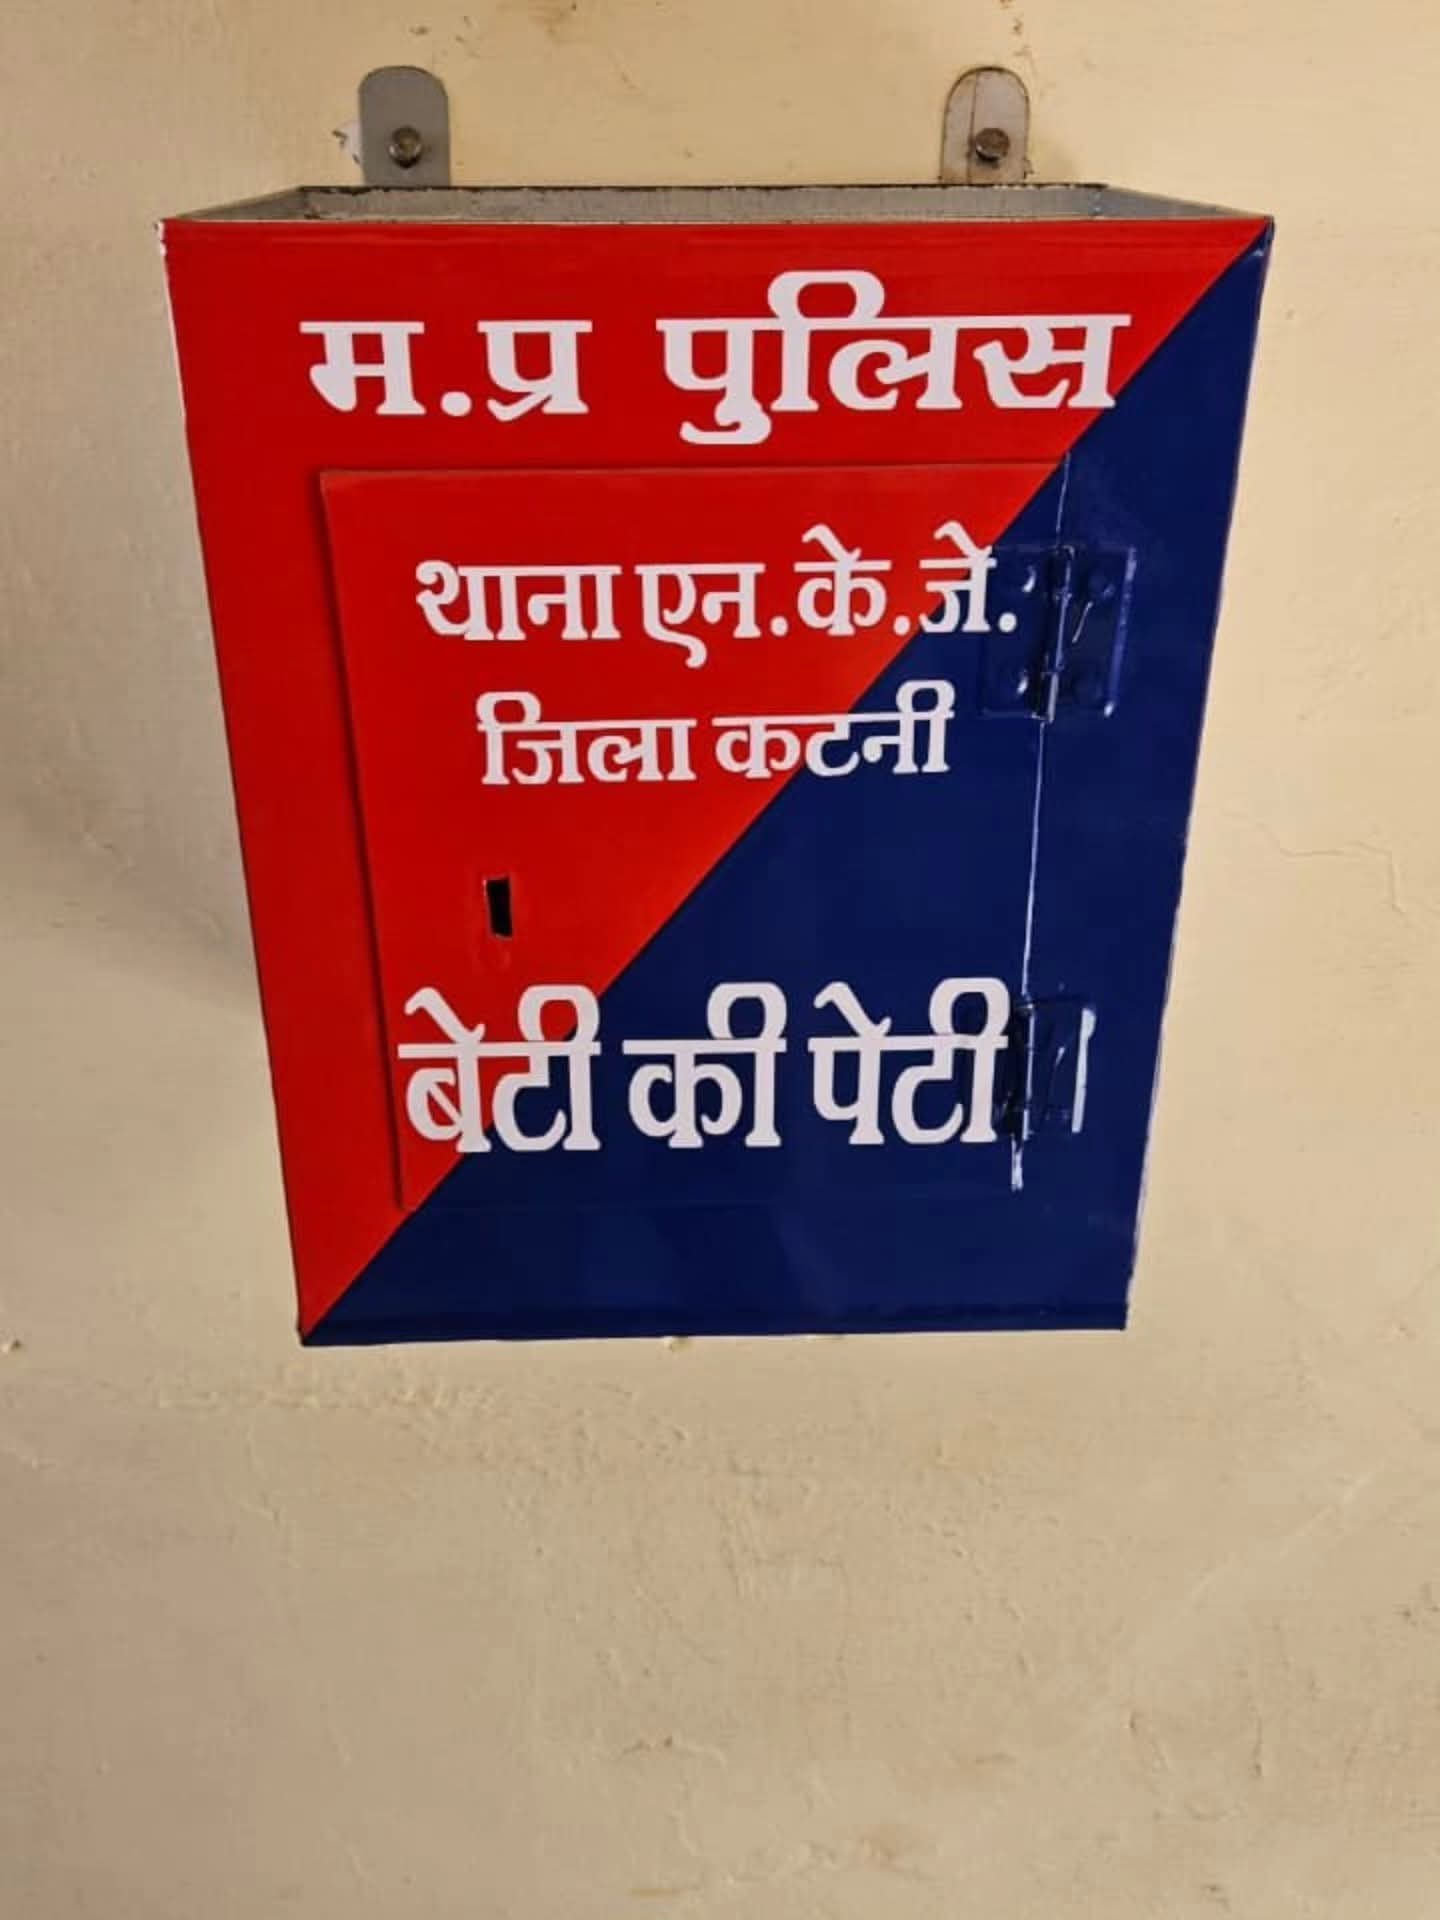 म.प्र पुलिस
थाना एन.के.जे.
जिला कटनी
बेटी की पेटी